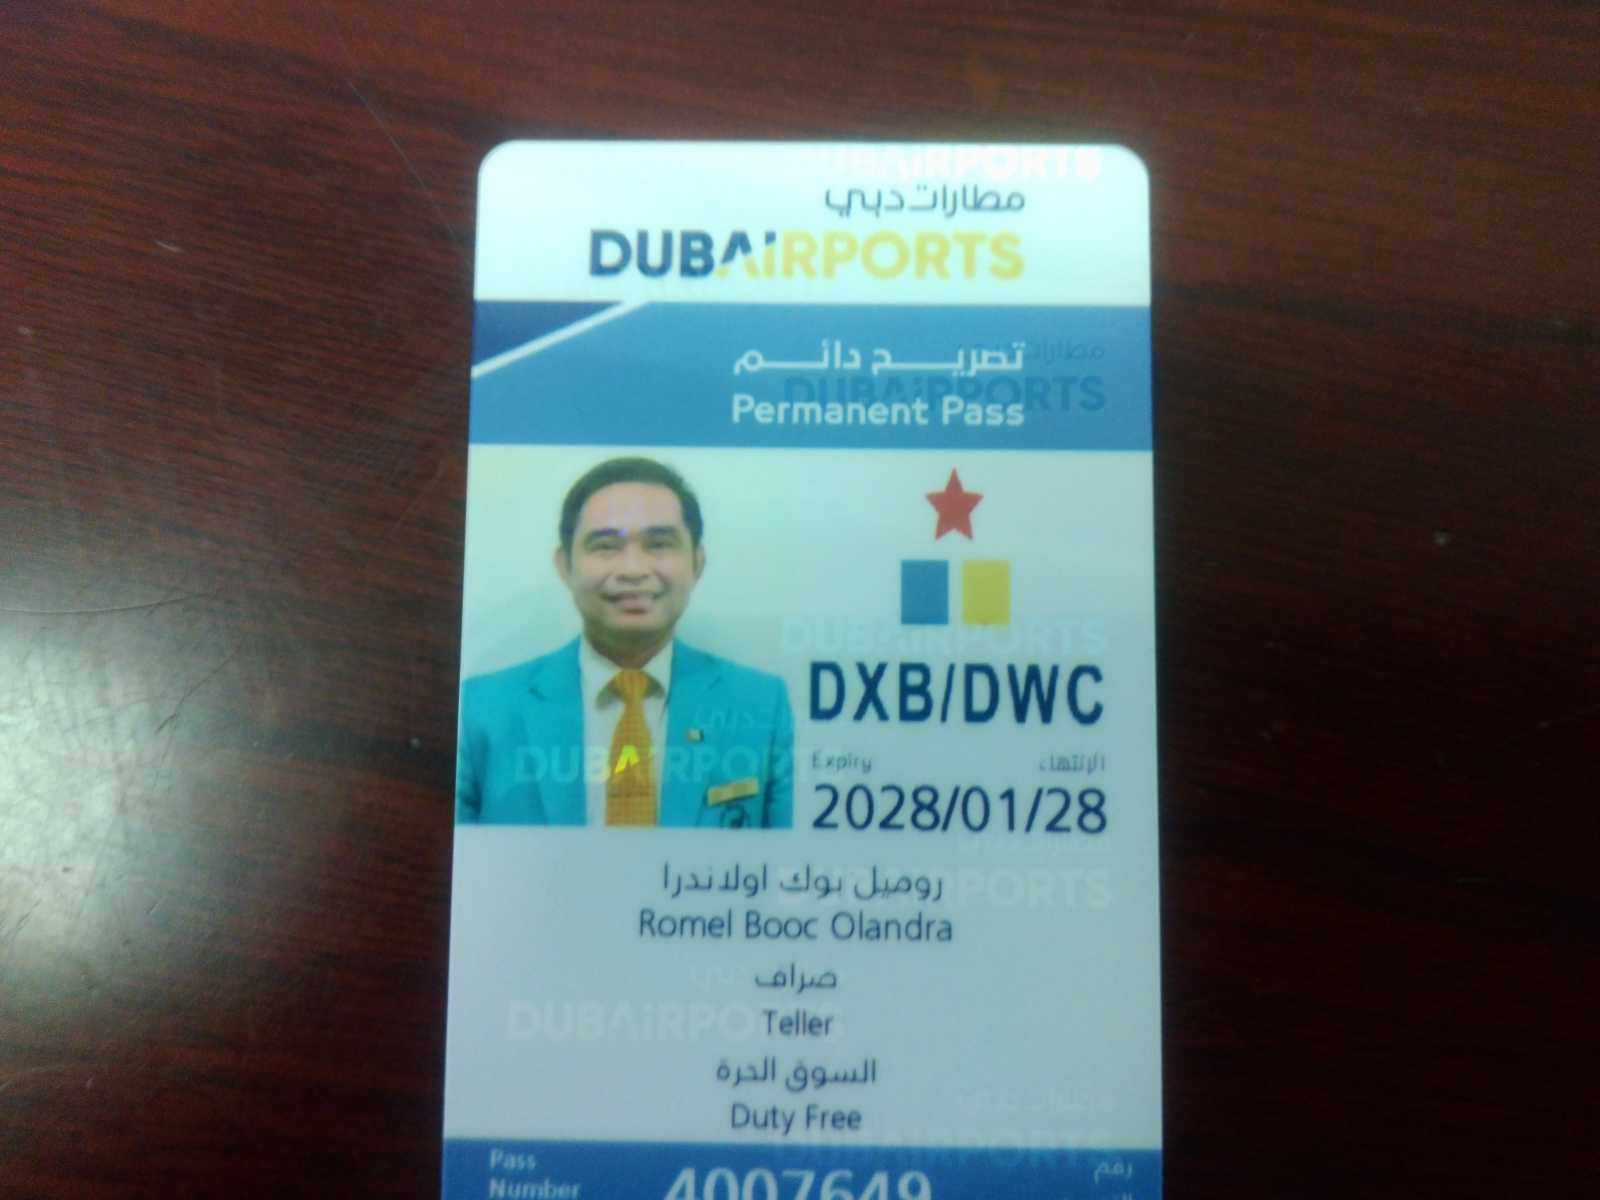 مطارات دبي
DUBAiRPORTS
تصريح دائم
Permanent Pass
DXB/DWC
Expiry الإنتهاء
2028/01/28
روميل بوك اولاندرا
Romel Booc Olandra
صراف
Teller
السوق الحرة
Duty Free
Pass رقم
Number
4007649